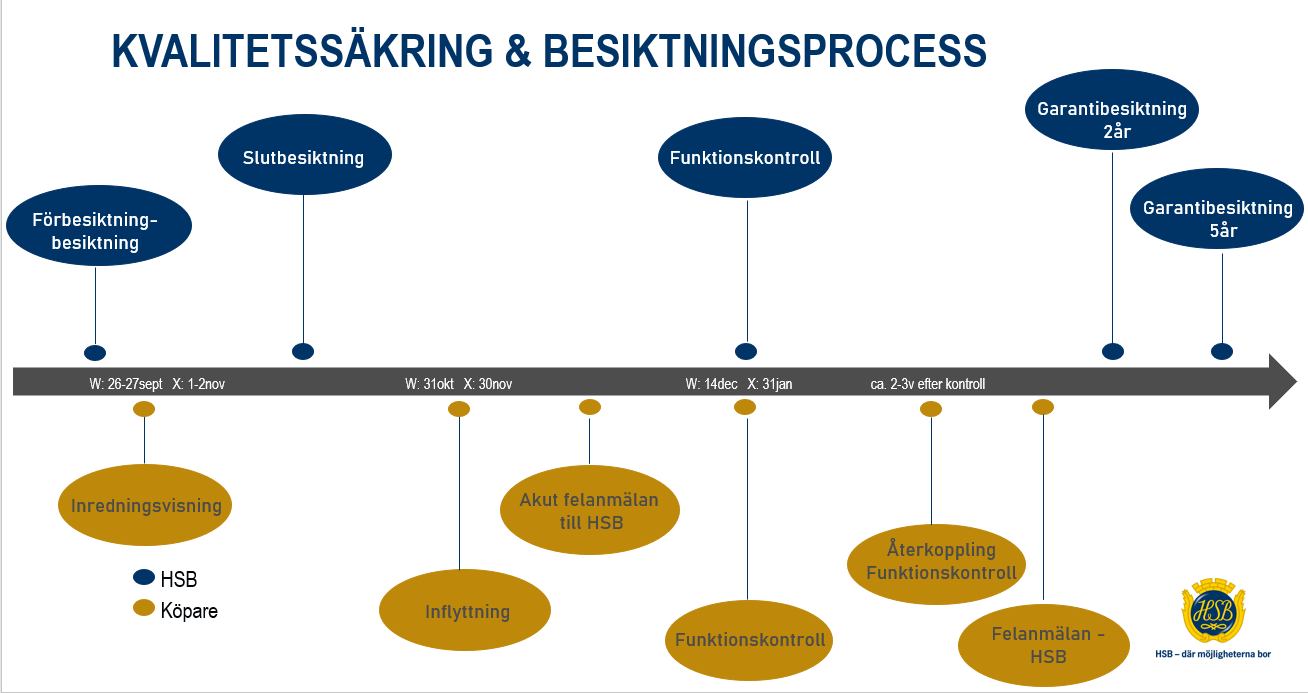 KVALITETSSÄKRING & BESIKTNINGSPROCESS
Garantibesiktning
2år
Slutbesiktning
Funktionskontroll
Garantibesiktning
5år
Förbesiktning-
besiktning
W: 26-27sept X: 1-2nov
W: 31okt X: 30nov
W: 14dec X: 31jan
ca. 2-3v efter kontroll
Inredningsvisning
Akut felanmälan
till HSB
Återkoppling
Funktionskontroll
HSB
Köpare
Inflyttning
Funktionskontroll
Felanmälan -
HSB
HSB
HSB – där möjligheterna bor